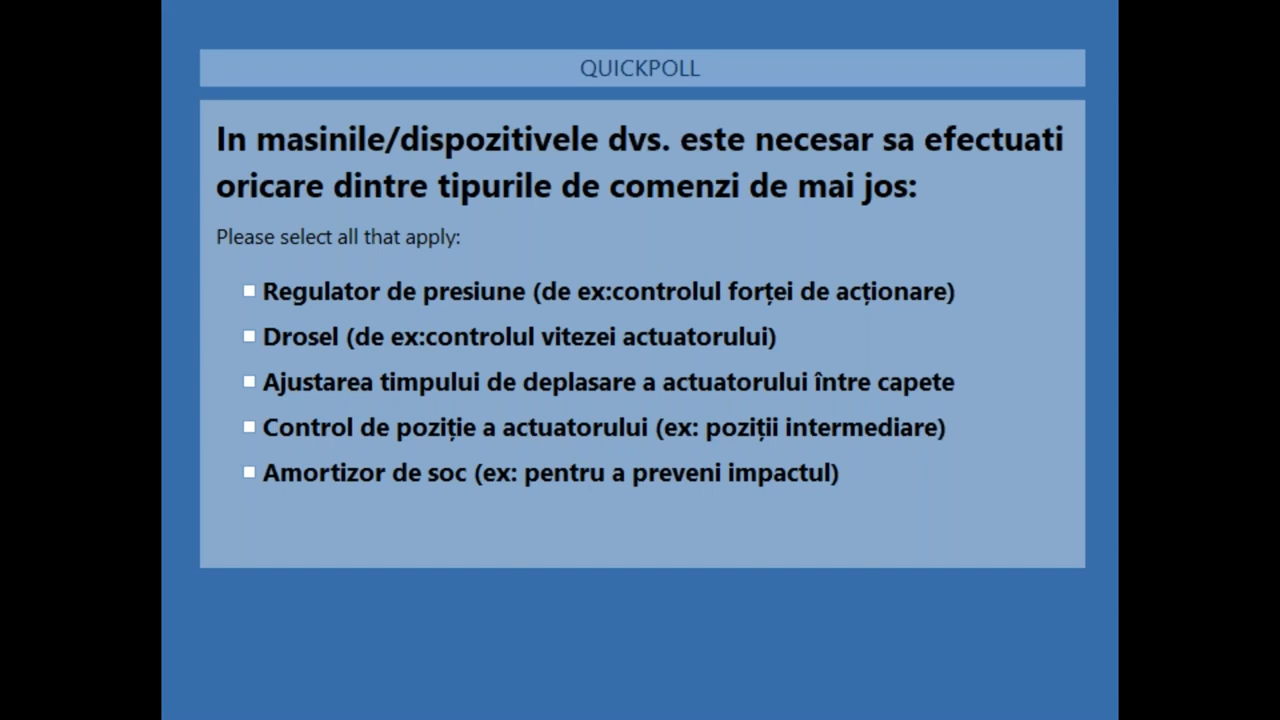 QUICKPOLL
In masinile/dispozitivele dvs. este necesar sa efectuati
oricare dintre tipurile de comenzi de mai jos:
Please select all that apply:
Regulator de presiune (de ex:controlul forței de acționare)
Drosel (de ex:controlul vitezei actuatorului)
Ajustarea timpului de deplasare a actuatorului între capete
Control de poziție a actuatorului (ex: poziții intermediare)
Amortizor de soc (ex: pentru a preveni impactul)